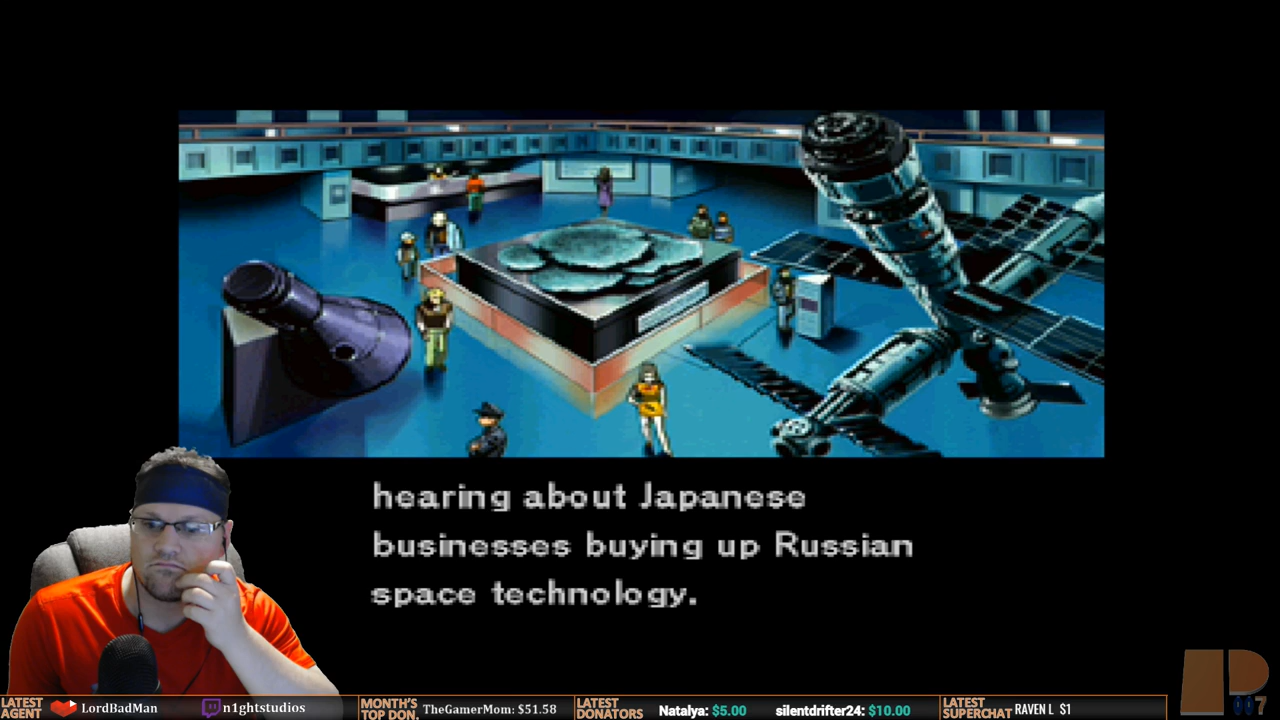 hearing about Japanese
businesses buying up Russian
space technology.
LATEST AGENT LordBadMan n1ghtstudios MONTH'S TOP DON. TheGamerMom: $51.58 LATEST DONATORS Natalya: $5.00 silentdrifter24: $10.00 LATEST SUPERCHAT RAVEN L $1